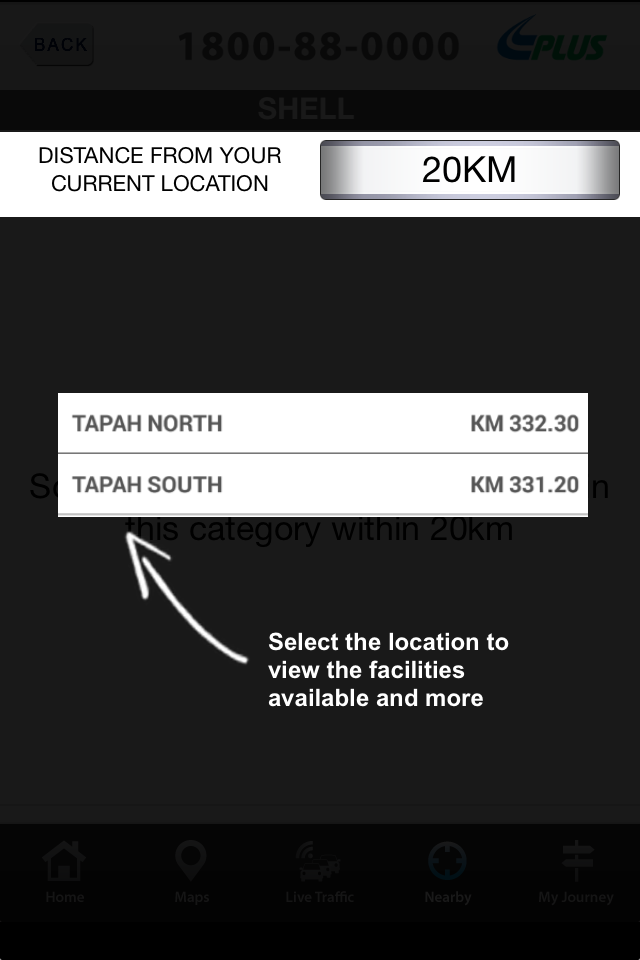 BACK
1800-88-0000
PLUS
SHELL
DISTANCE FROM YOUR
CURRENT LOCATION
20KM
TAPAH NORTH
KM 332.30
TAPAH SOUTH
KM 331.20
this category within 20km
Select the location to
view the facilities
available and more
Home
Maps
Live Traffic
Nearby
My Journey